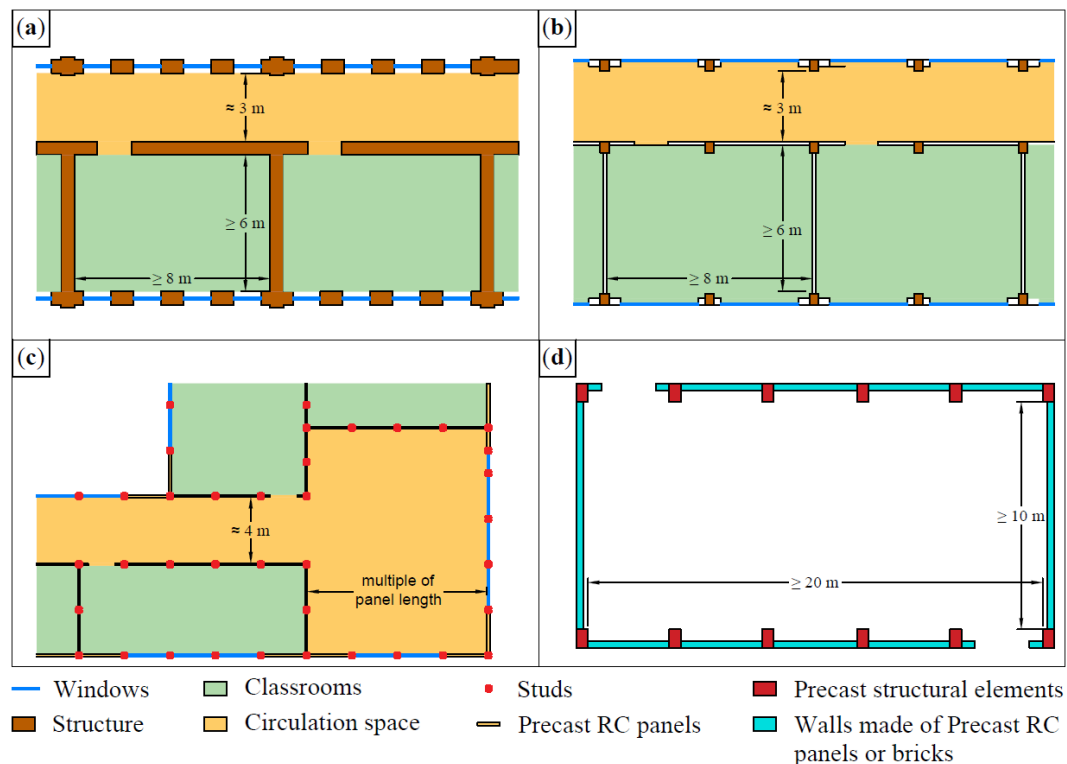 (a)
≈ 3 m
≥ 6 m
≥ 8 m
(b)
≈ 3 m
≥ 6 m
≥ 8 m
(c)
≈ 4 m
multiple of
panel length
(d)
≥ 10 m
≥ 20 m
Windows
Classrooms
Studs
Precast structural elements
Structure
Circulation space
Precast RC panels
Walls made of Precast RC
panels or bricks